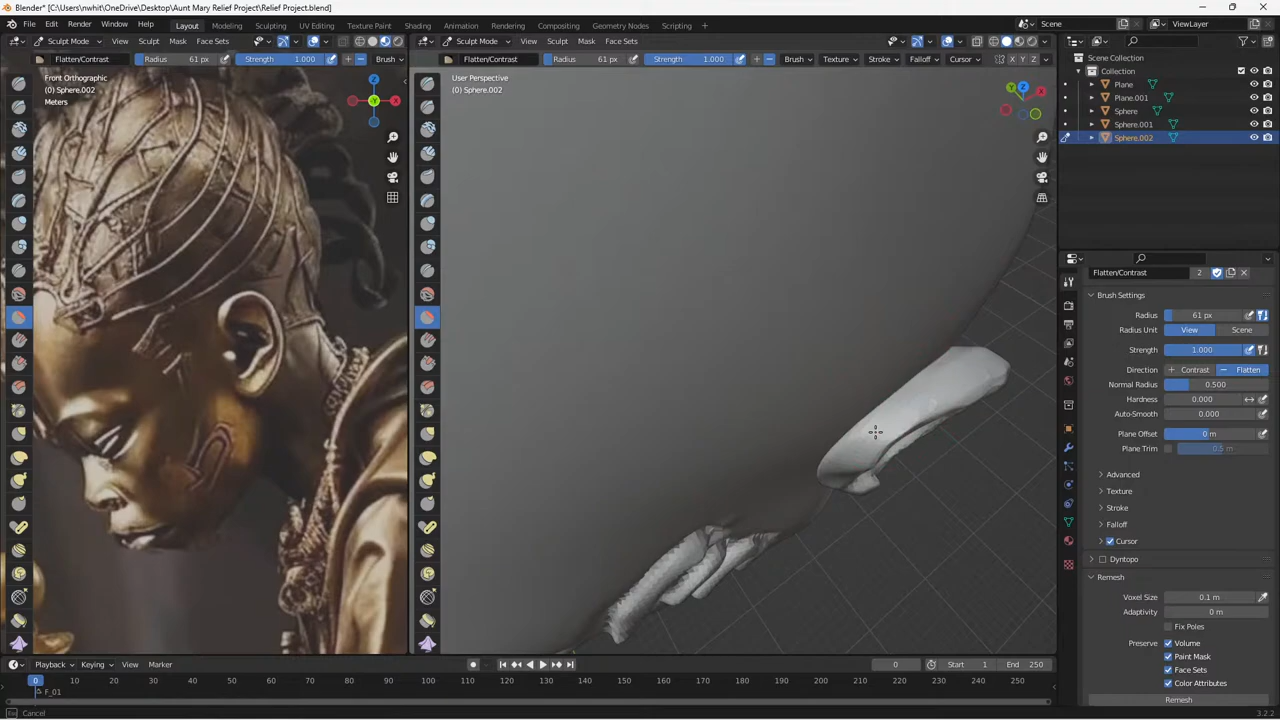 Blender* [C:\Users\nwhit\OneDrive\Desktop\Aunt Mary Relief Project\Relief Project.blend]
File Edit Render Window Help Layout Modeling Sculpting UV Editing Texture Paint Shading Animation Rendering Compositing Geometry Nodes Scripting + Scene ViewLayer
Sculpt Mode View Sculpt Mask Face Sets
Flatten/Contrast Radius 61 px Strength 1.000 Brush
Front Orthographic
(0) Sphere.002
Meters
Sculpt Mode View Sculpt Mask Face Sets
Flatten/Contrast Radius 61 px Strength 1.000 Brush Texture Stroke Falloff Cursor X Y Z
User Perspective
(0) Sphere.002
Scene Collection
Collection
Plane
Plane.001
Sphere
Sphere.001
Sphere.002
Flatten/Contrast 2
Brush Settings
Radius 61 px
Radius Unit View Scene
Strength 1.000
Direction + Contrast − Flatten
Normal Radius 0.500
Hardness 0.000
Auto-Smooth 0.000
Plane Offset 0 m
Plane Trim 0.5 m
Advanced
Texture
Stroke
Falloff
Cursor
Dyntopo
Remesh
Voxel Size 0.1 m
Adaptivity 0 m
Fix Poles
Preserve Volume
Paint Mask
Face Sets
Color Attributes
Remesh
Playback Keying View Marker 0 Start 1 End 250
0 10 20 30 40 50 60 70 80 90 100 110 120 130 140 150 160 170 180 190 200 210 220 230 240 250
F_01
Cancel 3.2.2